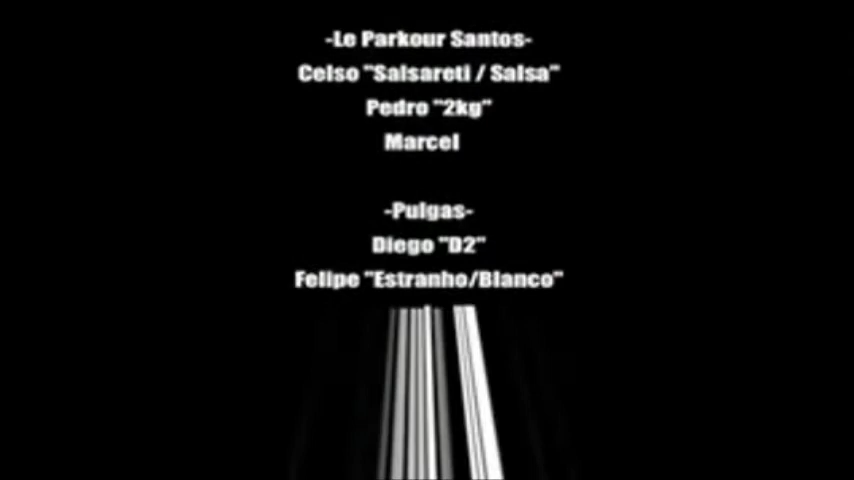 -Le Parkour Santos-
Celso "Salsareti / Salsa"
Pedro "2kg"
Marcel
-Pulgas-
Diego "D2"
Felipe "Estranho/Blanco"